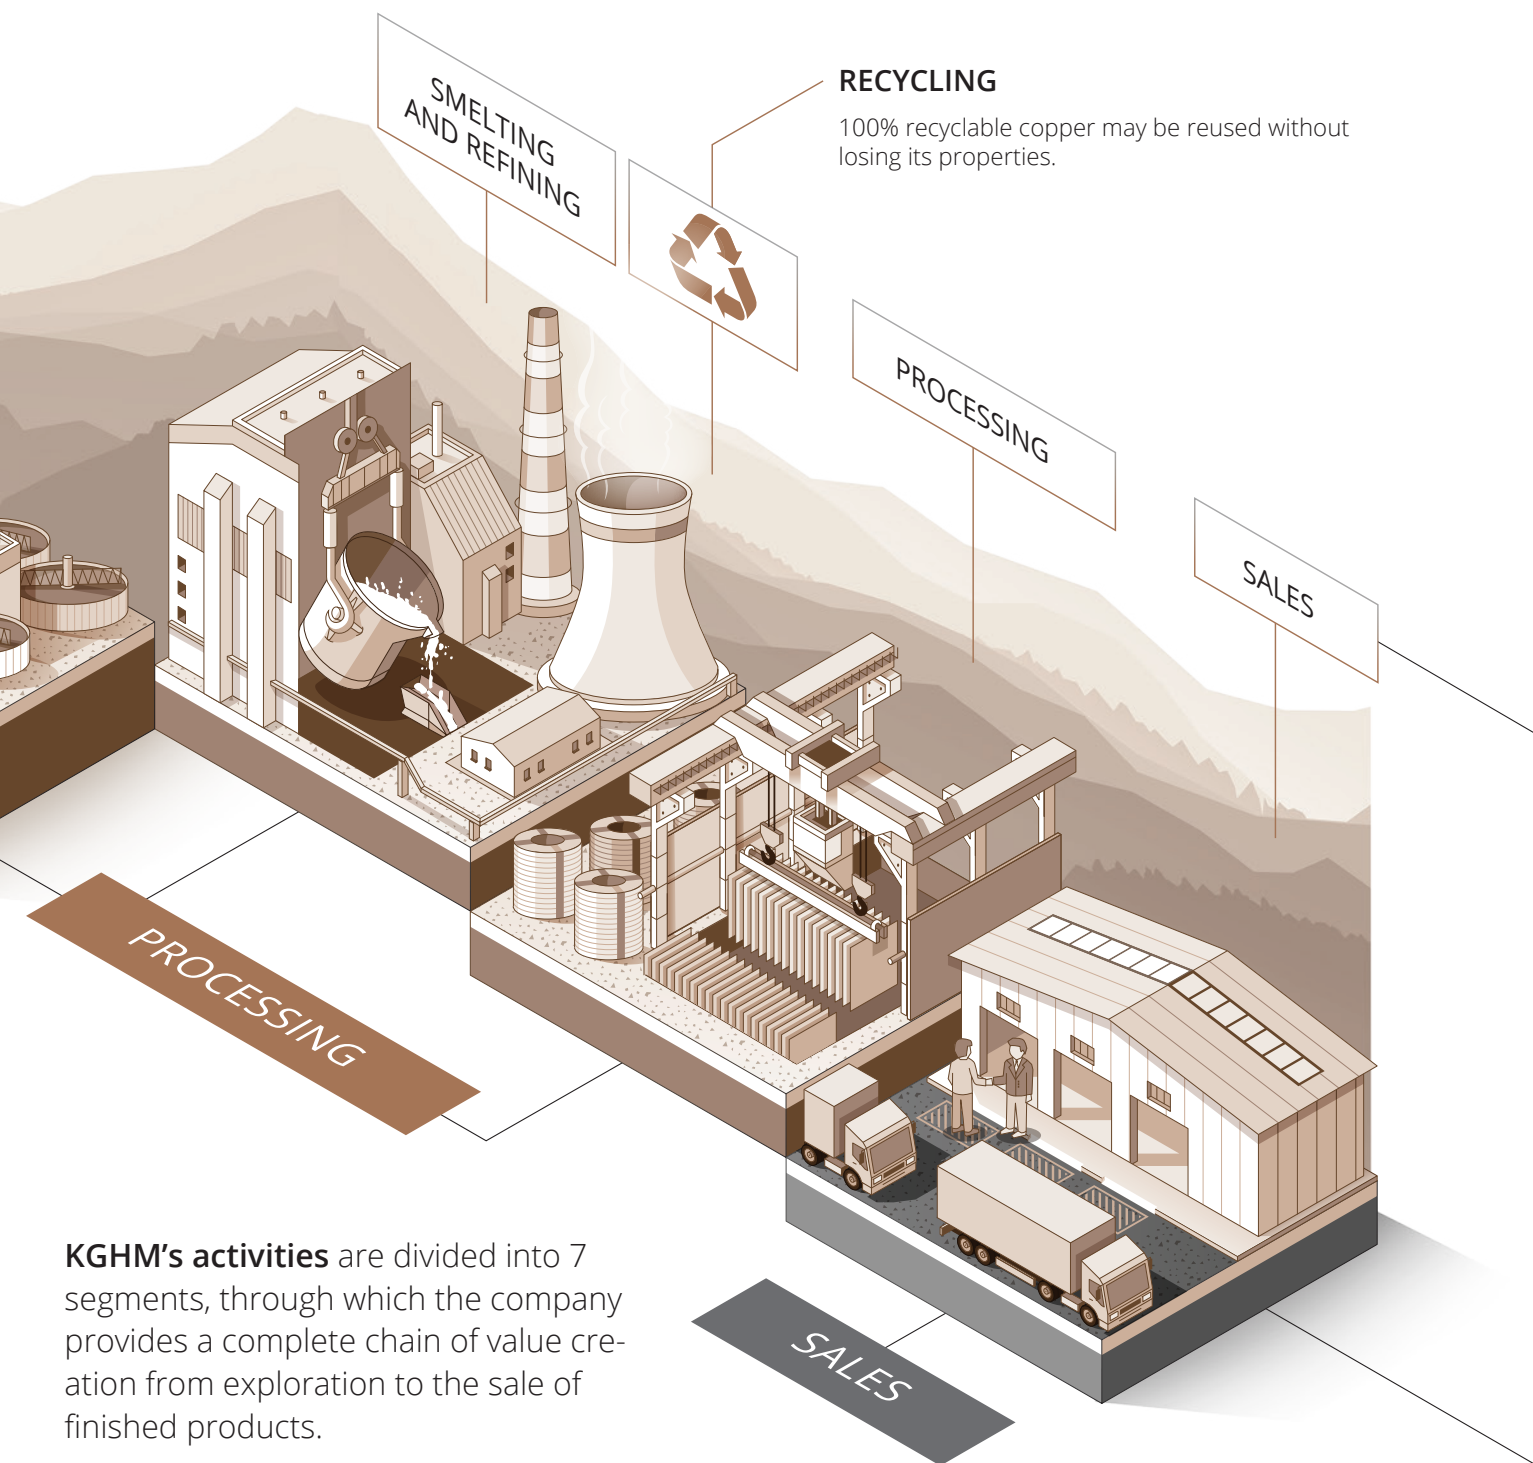 SMELTING
AND REFINING
RECYCLING
100% recyclable copper may be reused without
losing its properties.
PROCESSING
SALES
PROCESSING
KGHM’s activities are divided into 7
segments, through which the company
provides a complete chain of value cre-
ation from exploration to the sale of
finished products.
SALES